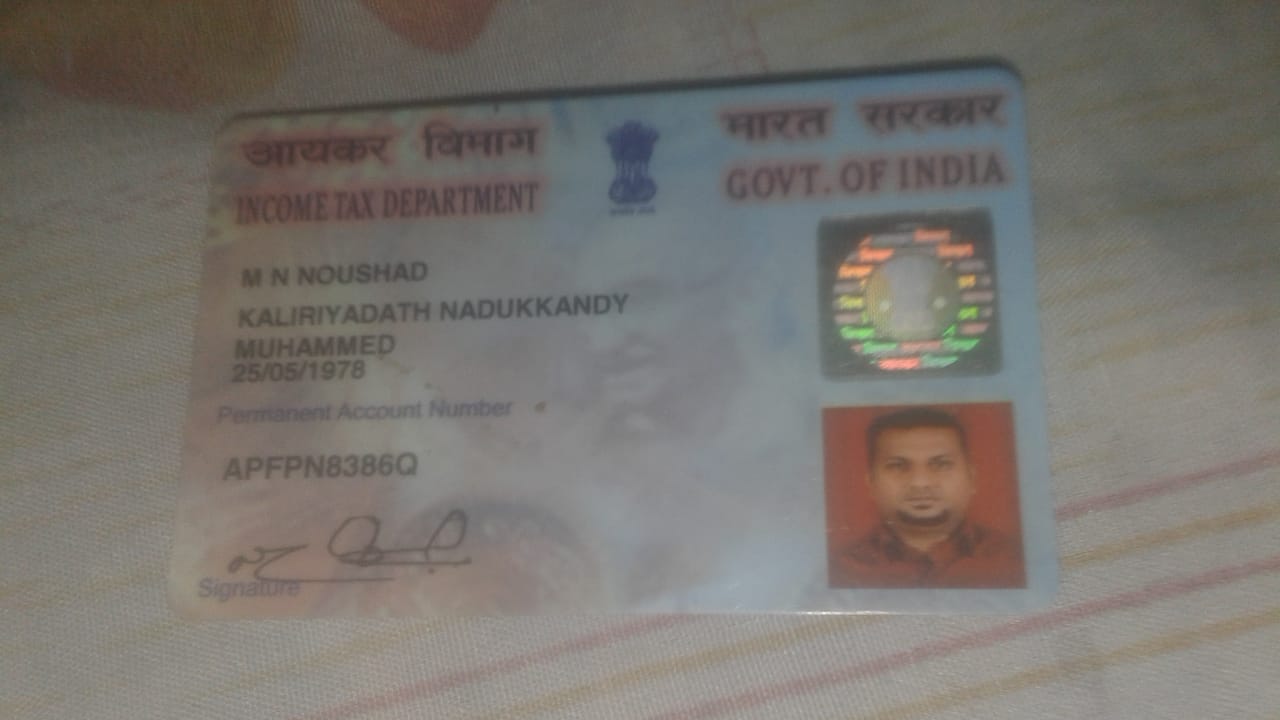 आयकर विभाग
INCOME TAX DEPARTMENT
भारत सरकार
GOVT. OF INDIA
M N NOUSHAD
KALIRIYADATH NADUKKANDY
MUHAMMED
25/05/1978
Permanent Account Number
APFPN8386Q
Signature